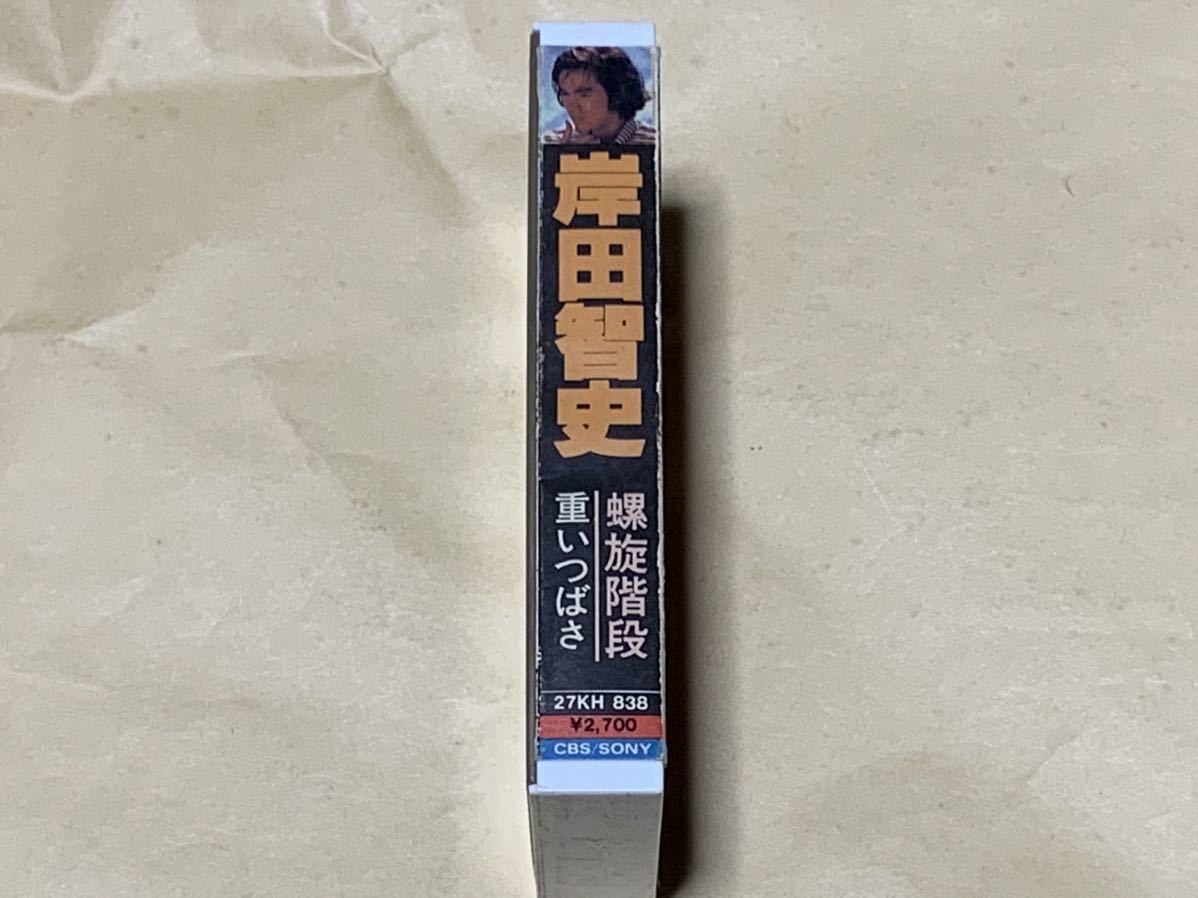 岸田智史
螺旋階段
重いつばさ
27KH 838
¥2,700
CBS/SONY